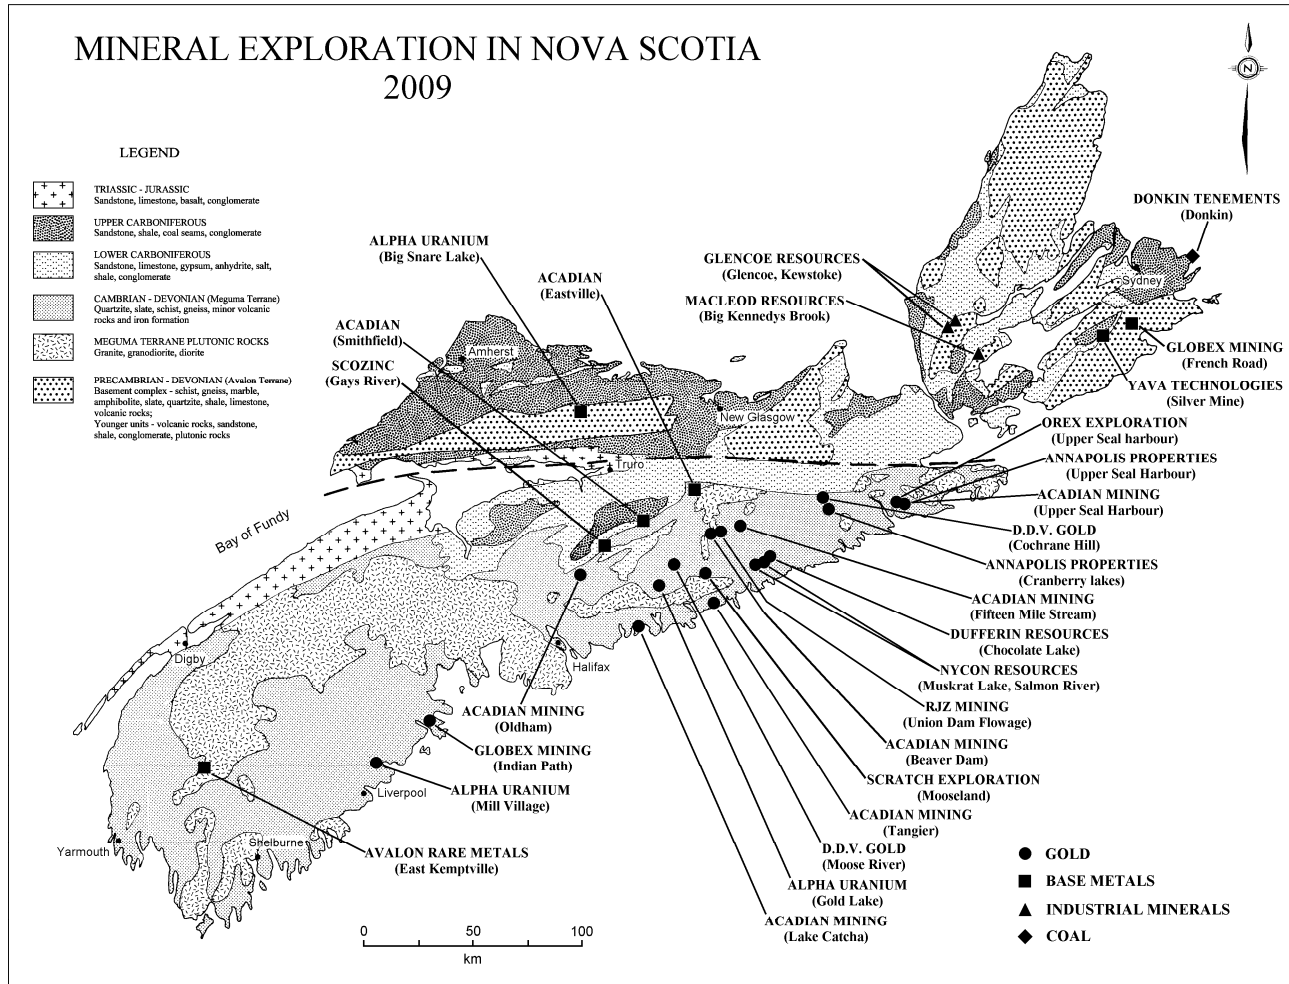 MINERAL EXPLORATION IN NOVA SCOTIA
2009
N
LEGEND
TRIASSIC - JURASSIC
Sandstone, limestone, basalt, conglomerate
UPPER CARBONIFEROUS
Sandstone, shale, coal seams, conglomerate
LOWER CARBONIFEROUS
Sandstone, limestone, gypsum, anhydrite, salt,
shale, conglomerate
CAMBRIAN - DEVONIAN (Meguma Terrane)
Quartzite, slate, schist, gneiss, minor volcanic
rocks and iron formation
MEGUMA TERRANE PLUTONIC ROCKS
Granite, granodiorite, diorite
PRECAMBRIAN - DEVONIAN (Avalon Terrane)
Basement complex - schist, gneiss, marble,
amphibolite, slate, quartzite, shale, limestone,
volcanic rocks;
Younger units - volcanic rocks, sandstone,
shale, conglomerate, plutonic rocks
ALPHA URANIUM
(Big Snare Lake)
ACADIAN
(Eastville)
ACADIAN
(Smithfield)
SCOZINC
(Gays River)
GLENCOE RESOURCES
(Glencoe, Kewstoke)
MACLEOD RESOURCES
(Big Kennedys Brook)
DONKIN TENEMENTS
(Donkin)
Sydney
GLOBEX MINING
(French Road)
YAVA TECHNOLOGIES
(Silver Mine)
Amherst
New Glasgow
Truro
Bay of Fundy
OREX EXPLORATION
(Upper Seal harbour)
ANNAPOLIS PROPERTIES
(Upper Seal Harbour)
ACADIAN MINING
(Upper Seal Harbour)
D.D.V. GOLD
(Cochrane Hill)
ANNAPOLIS PROPERTIES
(Cranberry lakes)
ACADIAN MINING
(Fifteen Mile Stream)
DUFFERIN RESOURCES
(Chocolate Lake)
NYCON RESOURCES
(Muskrat Lake, Salmon River)
RJZ MINING
(Union Dam Flowage)
ACADIAN MINING
(Beaver Dam)
SCRATCH EXPLORATION
(Mooseland)
ACADIAN MINING
(Tangier)
D.D.V. GOLD
(Moose River)
ALPHA URANIUM
(Gold Lake)
ACADIAN MINING
(Lake Catcha)
Digby
Halifax
ACADIAN MINING
(Oldham)
GLOBEX MINING
(Indian Path)
ALPHA URANIUM
(Mill Village)
Liverpool
Yarmouth
Shelburne
AVALON RARE METALS
(East Kemptville)
GOLD
BASE METALS
INDUSTRIAL MINERALS
COAL
0 50 100
km